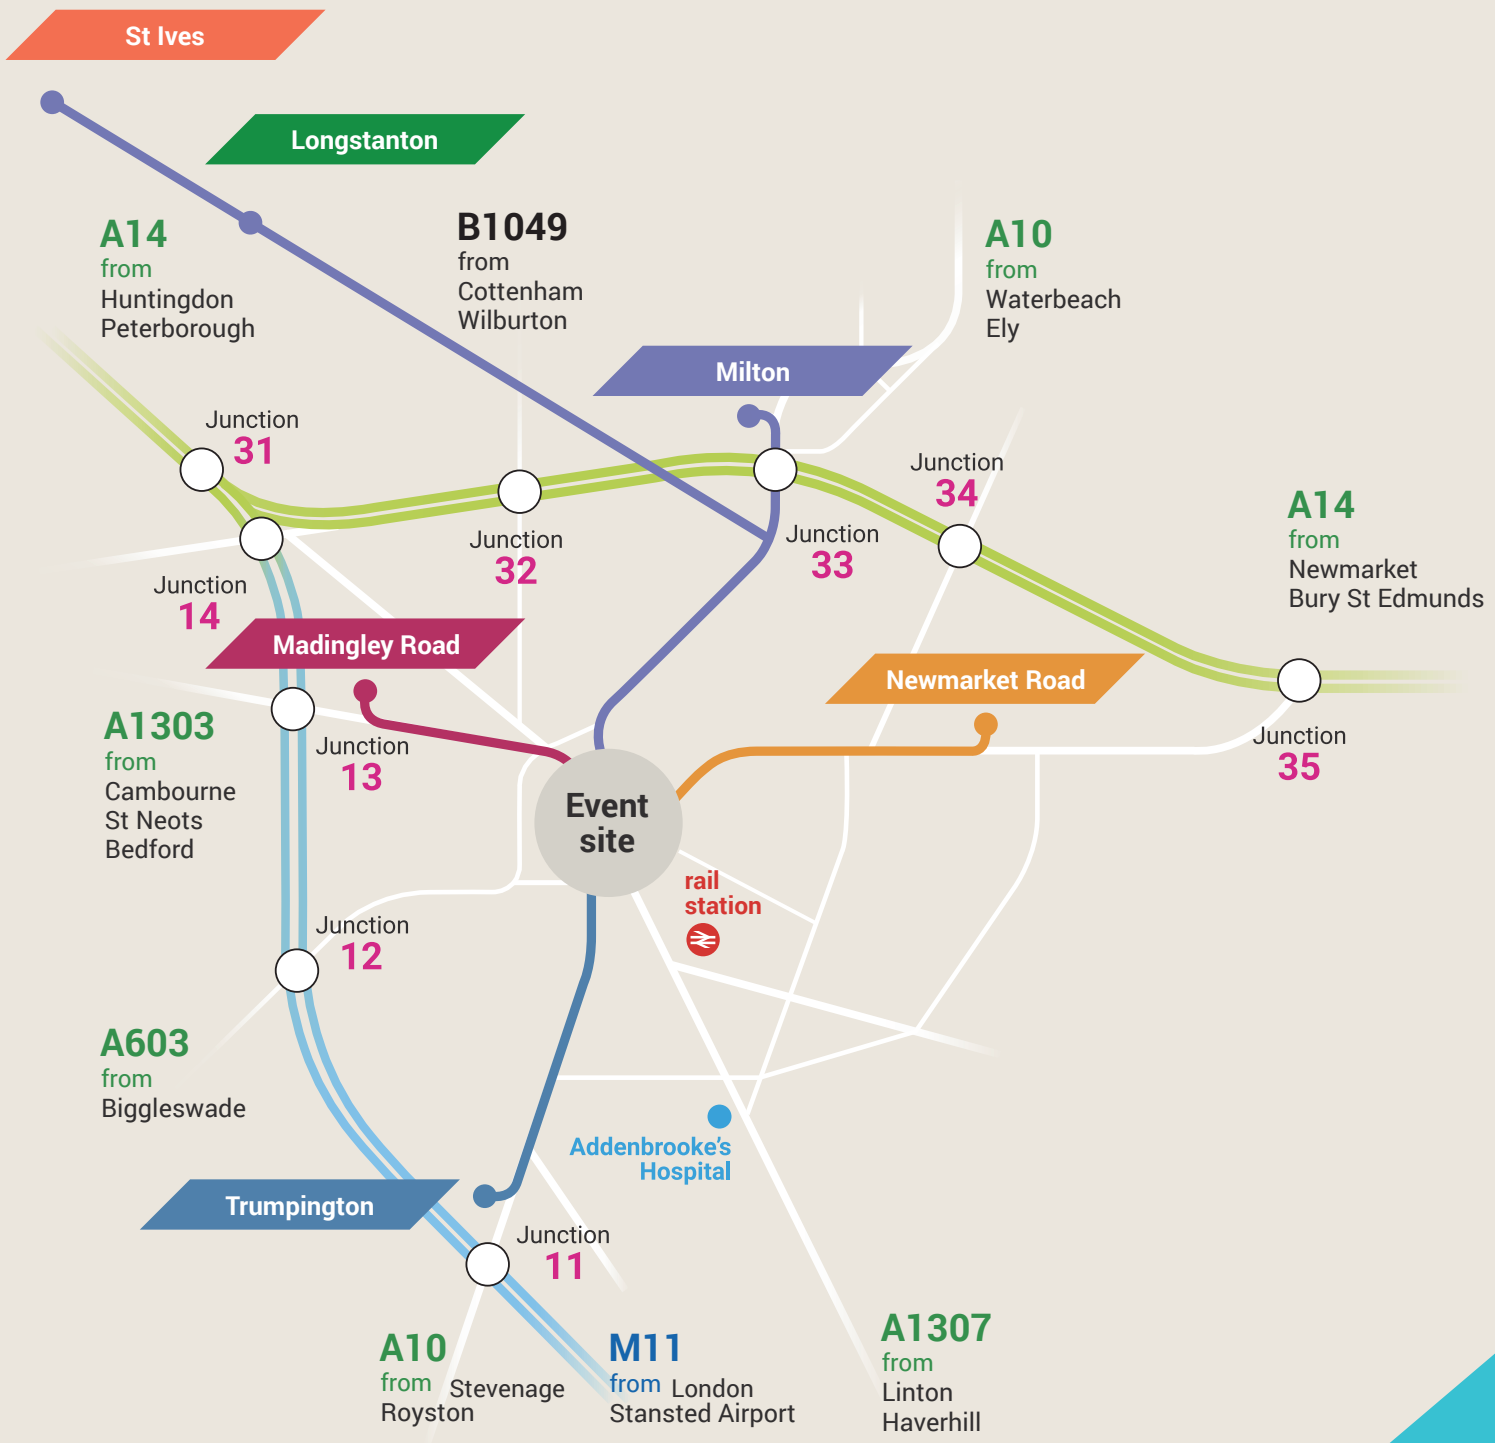 St Ives
Longstanton
A14
from
Huntingdon
Peterborough
B1049
from
Cottenham
Wilburton
A10
from
Waterbeach
Ely
Milton
Junction
31
Junction
34
Junction
32
Junction
33
A14
from
Newmarket
Bury St Edmunds
Junction
14
Madingley Road
Newmarket Road
A1303
from
Cambourne
St Neots
Bedford
Junction
13
Junction
35
Event
site
rail
station
Junction
12
A603
from
Biggleswade
Addenbrooke's
Hospital
Trumpington
Junction
11
A10
from Stevenage
Royston
M11
from London
Stansted Airport
A1307
from
Linton
Haverhill